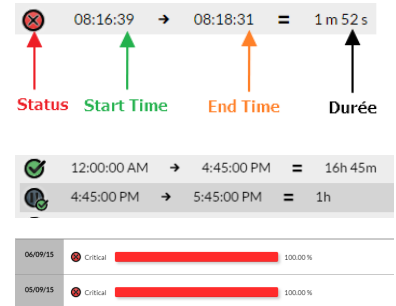 08:16:39 → 08:18:31 = 1 m 52 s
Status Start Time End Time Durée
12:00:00 AM → 4:45:00 PM = 16h 45m
4:45:00 PM → 5:45:00 PM = 1h
06/09/15 Critical 100.00 %
05/09/15 Critical 100.00 %